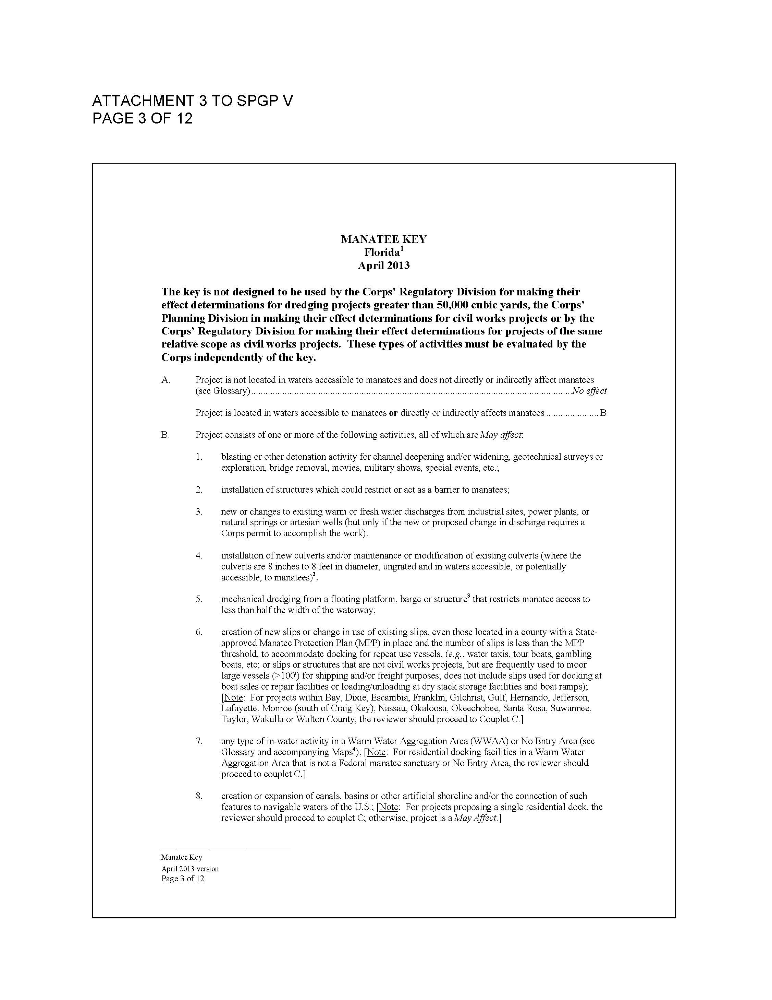 ATTACHMENT 3 TO SPGP V
PAGE 3 OF 12
MANATEE KEY
Florida1
April 2013
The key is not designed to be used by the Corps’ Regulatory Division for making their
effect determinations for dredging projects greater than 50,000 cubic yards, the Corps’
Planning Division in making their effect determinations for civil works projects or by the
Corps’ Regulatory Division for making their effect determinations for projects of the same
relative scope as civil works projects.  These types of activities must be evaluated by the
Corps independently of the key.
A. Project is not located in waters accessible to manatees and does not directly or indirectly affect manatees
(see Glossary)......................................................................................................................................No effect
Project is located in waters accessible to manatees or directly or indirectly affects manatees ...................... B
B. Project consists of one or more of the following activities, all of which are May affect:
1. blasting or other detonation activity for channel deepening and/or widening, geotechnical surveys or
exploration, bridge removal, movies, military shows, special events, etc.;
2. installation of structures which could restrict or act as a barrier to manatees;
3. new or changes to existing warm or fresh water discharges from industrial sites, power plants, or
natural springs or artesian wells (but only if the new or proposed change in discharge requires a
Corps permit to accomplish the work);
4. installation of new culverts and/or maintenance or modification of existing culverts (where the
culverts are 8 inches to 8 feet in diameter, ungrated and in waters accessible, or potentially
accessible, to manatees)2;
5. mechanical dredging from a floating platform, barge or structure3 that restricts manatee access to
less than half the width of the waterway;
6. creation of new slips or change in use of existing slips, even those located in a county with a State-
approved Manatee Protection Plan (MPP) in place and the number of slips is less than the MPP
threshold, to accommodate docking for repeat use vessels, (e.g., water taxis, tour boats, gambling
boats, etc; or slips or structures that are not civil works projects, but are frequently used to moor
large vessels (>100') for shipping and/or freight purposes; does not include slips used for docking at
boat sales or repair facilities or loading/unloading at dry stack storage facilities and boat ramps);
[Note:  For projects within Bay, Dixie, Escambia, Franklin, Gilchrist, Gulf, Hernando, Jefferson,
Lafayette, Monroe (south of Craig Key), Nassau, Okaloosa, Okeechobee, Santa Rosa, Suwannee,
Taylor, Wakulla or Walton County, the reviewer should proceed to Couplet C.]
7. any type of in-water activity in a Warm Water Aggregation Area (WWAA) or No Entry Area (see
Glossary and accompanying Maps4); [Note:  For residential docking facilities in a Warm Water
Aggregation Area that is not a Federal manatee sanctuary or No Entry Area, the reviewer should
proceed to couplet C.]
8. creation or expansion of canals, basins or other artificial shoreline and/or the connection of such
features to navigable waters of the U.S.; [Note:  For projects proposing a single residential dock, the
reviewer should proceed to couplet C; otherwise, project is a May Affect.]
Manatee Key
April 2013 version
Page 3 of 12